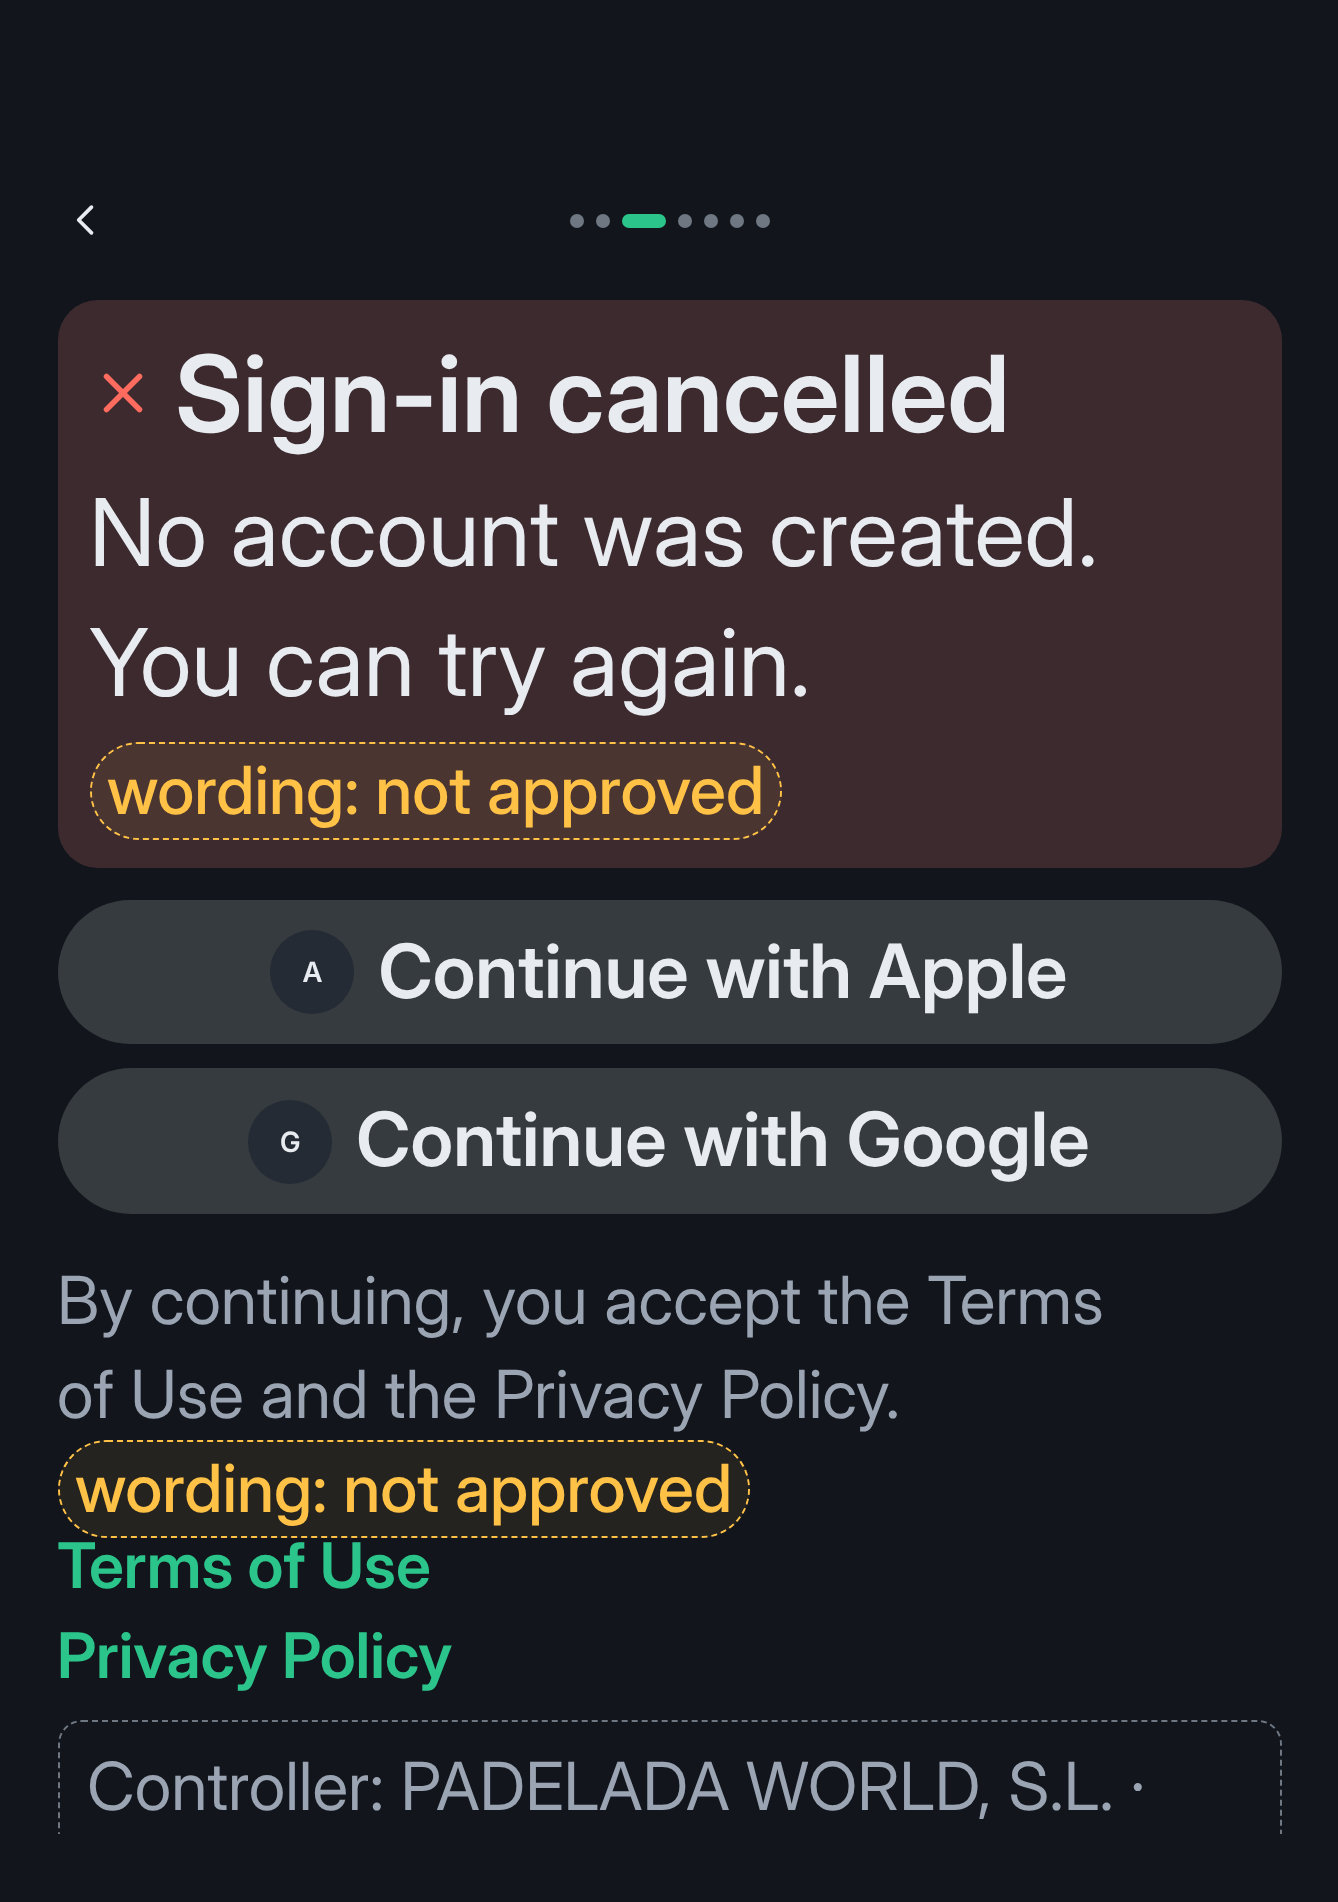 Sign-in cancelled
No account was created.
You can try again.
wording: not approved
A Continue with Apple
G Continue with Google
By continuing, you accept the Terms
of Use and the Privacy Policy.
wording: not approved
Terms of Use
Privacy Policy
Controller: PADELADA WORLD, S.L. ·